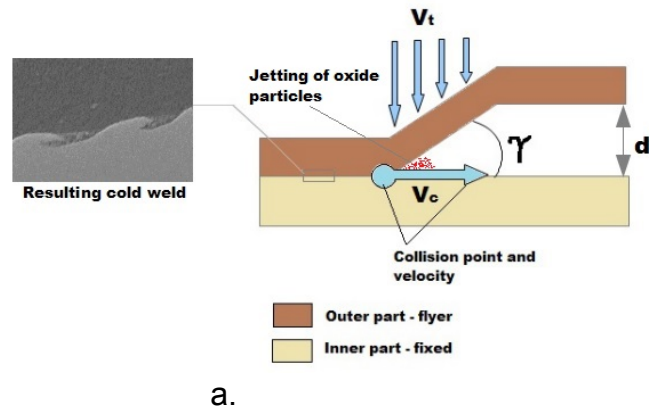 Vt
Jetting of oxide
particles
γ
d
Vc
Resulting cold weld
Collision point and
velocity
Outer part - flyer
Inner part - fixed
a.